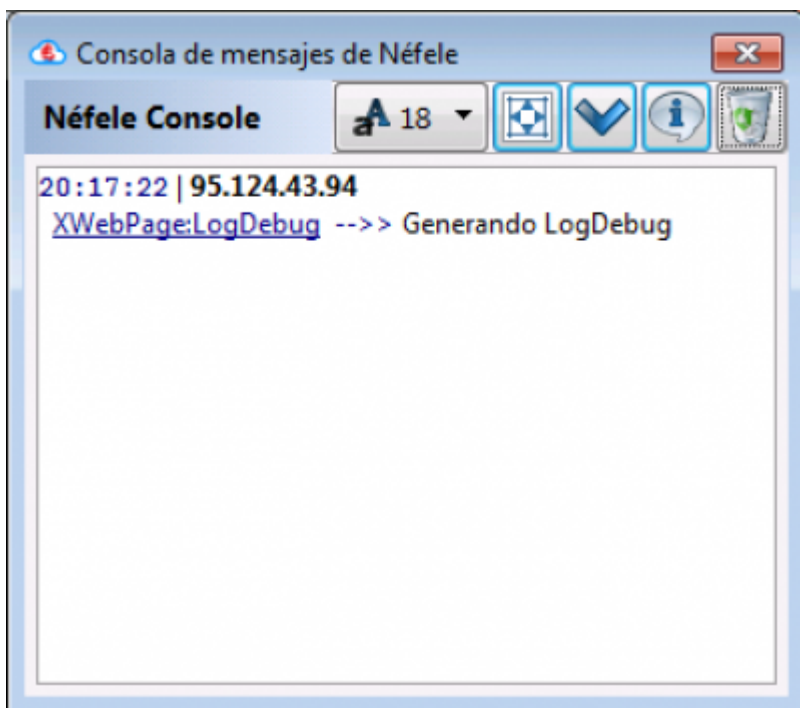 Consola de mensajes de Néfele
Néfele Console aA 18
20:17:22 | 95.124.43.94
XWebPage:LogDebug -->> Generando LogDebug